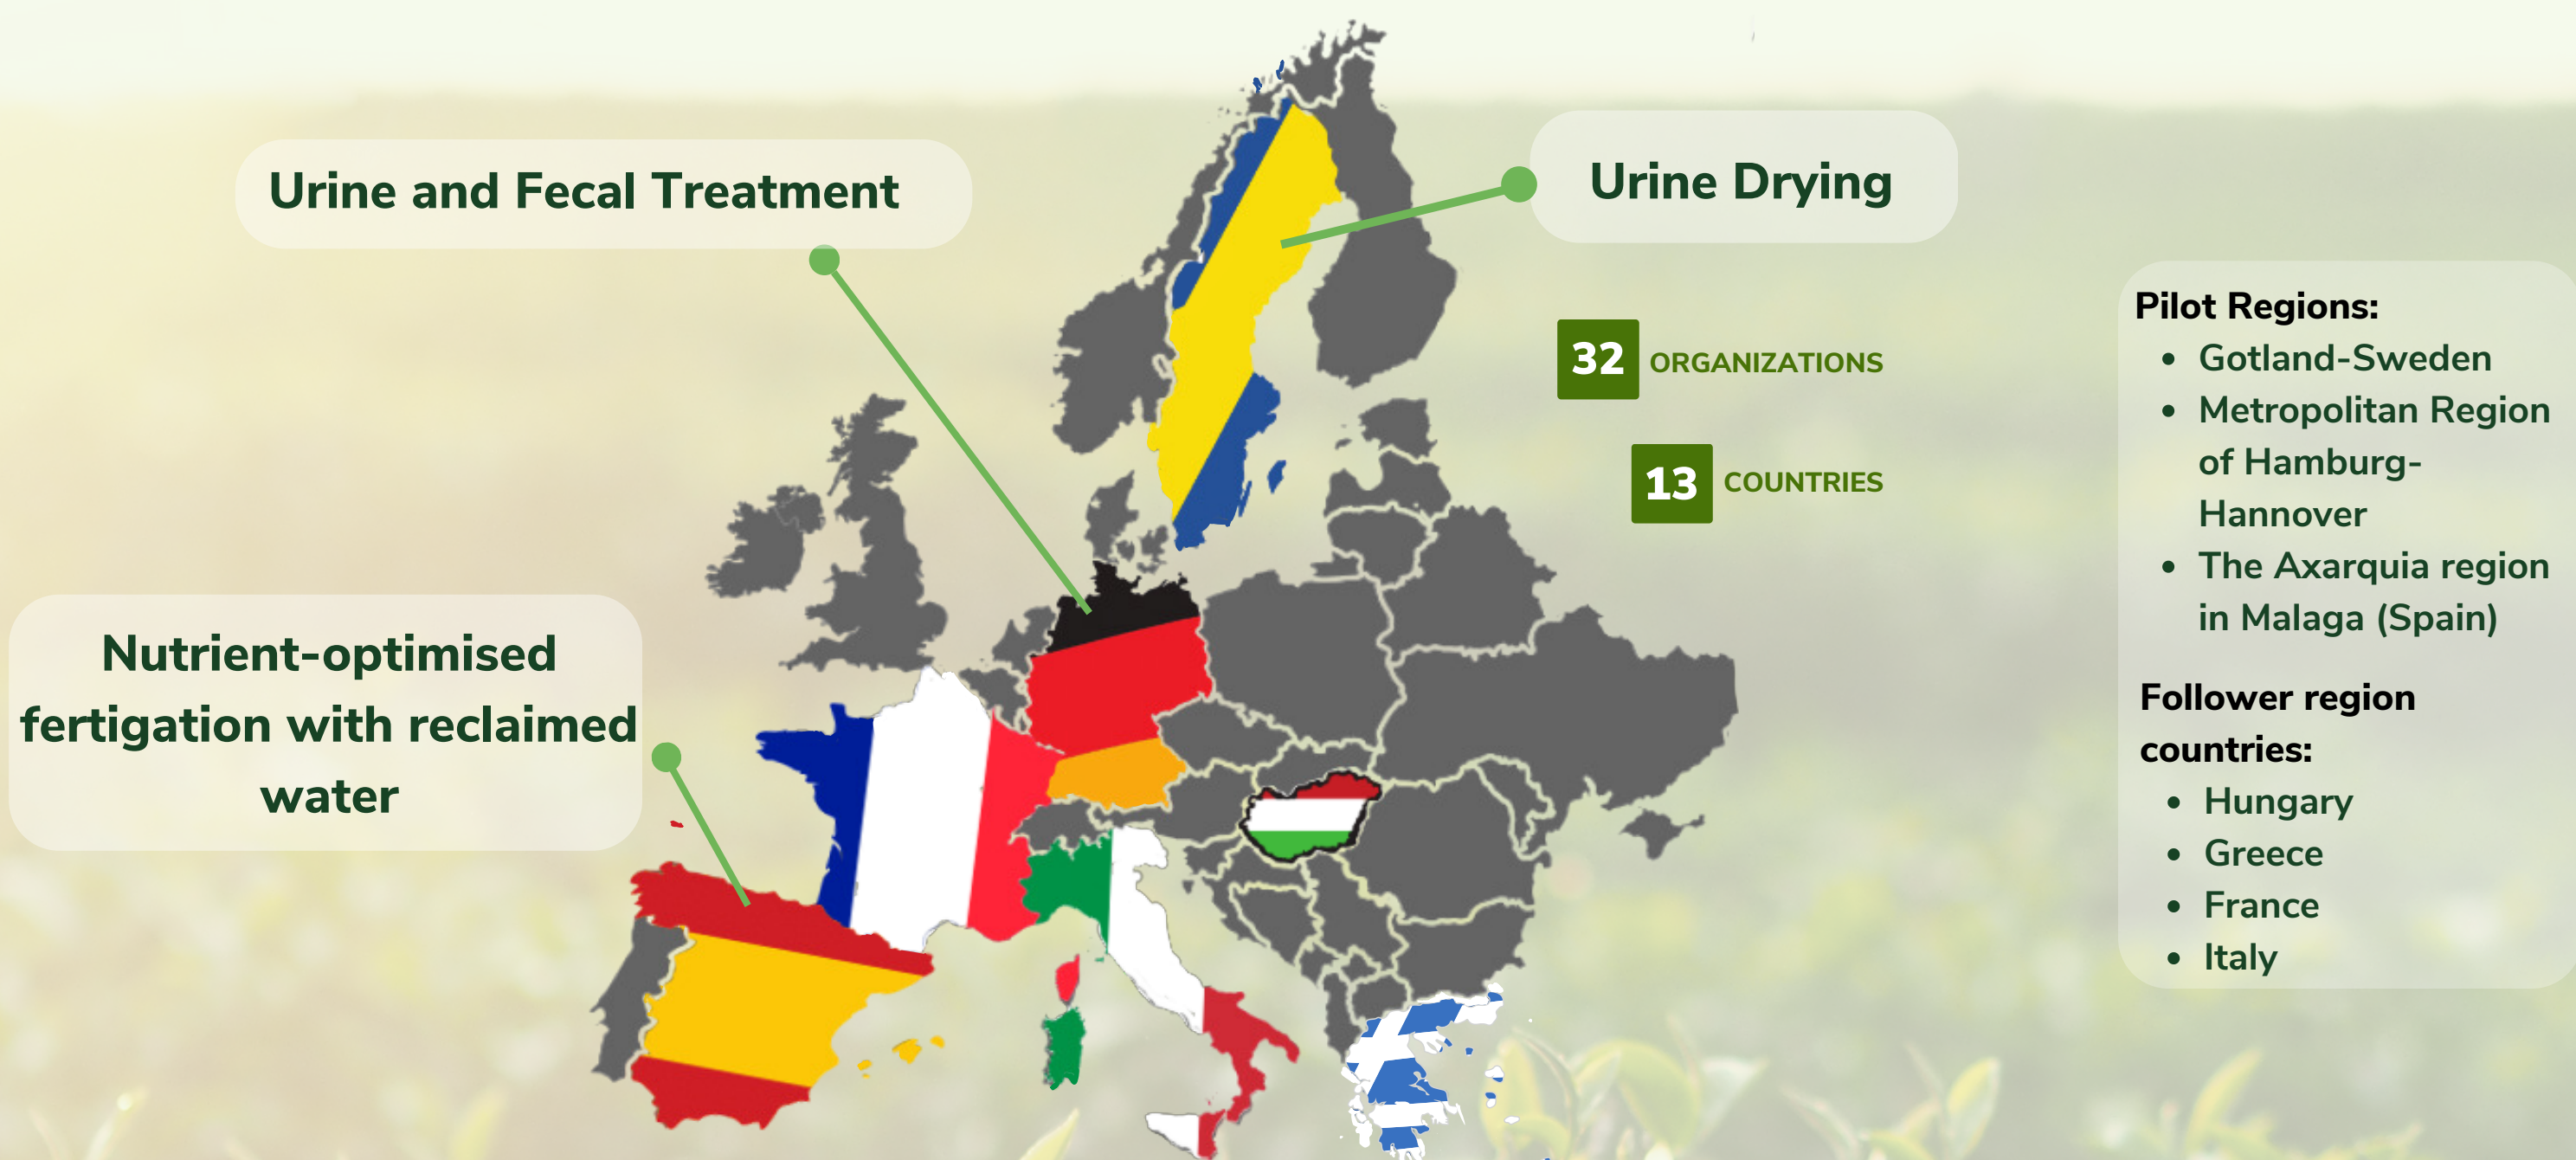 Urine and Fecal Treatment
Urine Drying
32 ORGANIZATIONS
13 COUNTRIES
Nutrient-optimised
fertigation with reclaimed
water
Pilot Regions:
• Gotland-Sweden
• Metropolitan Region
of Hamburg-
Hannover
• The Axarquia region
in Malaga (Spain)
Follower region
countries:
• Hungary
• Greece
• France
• Italy